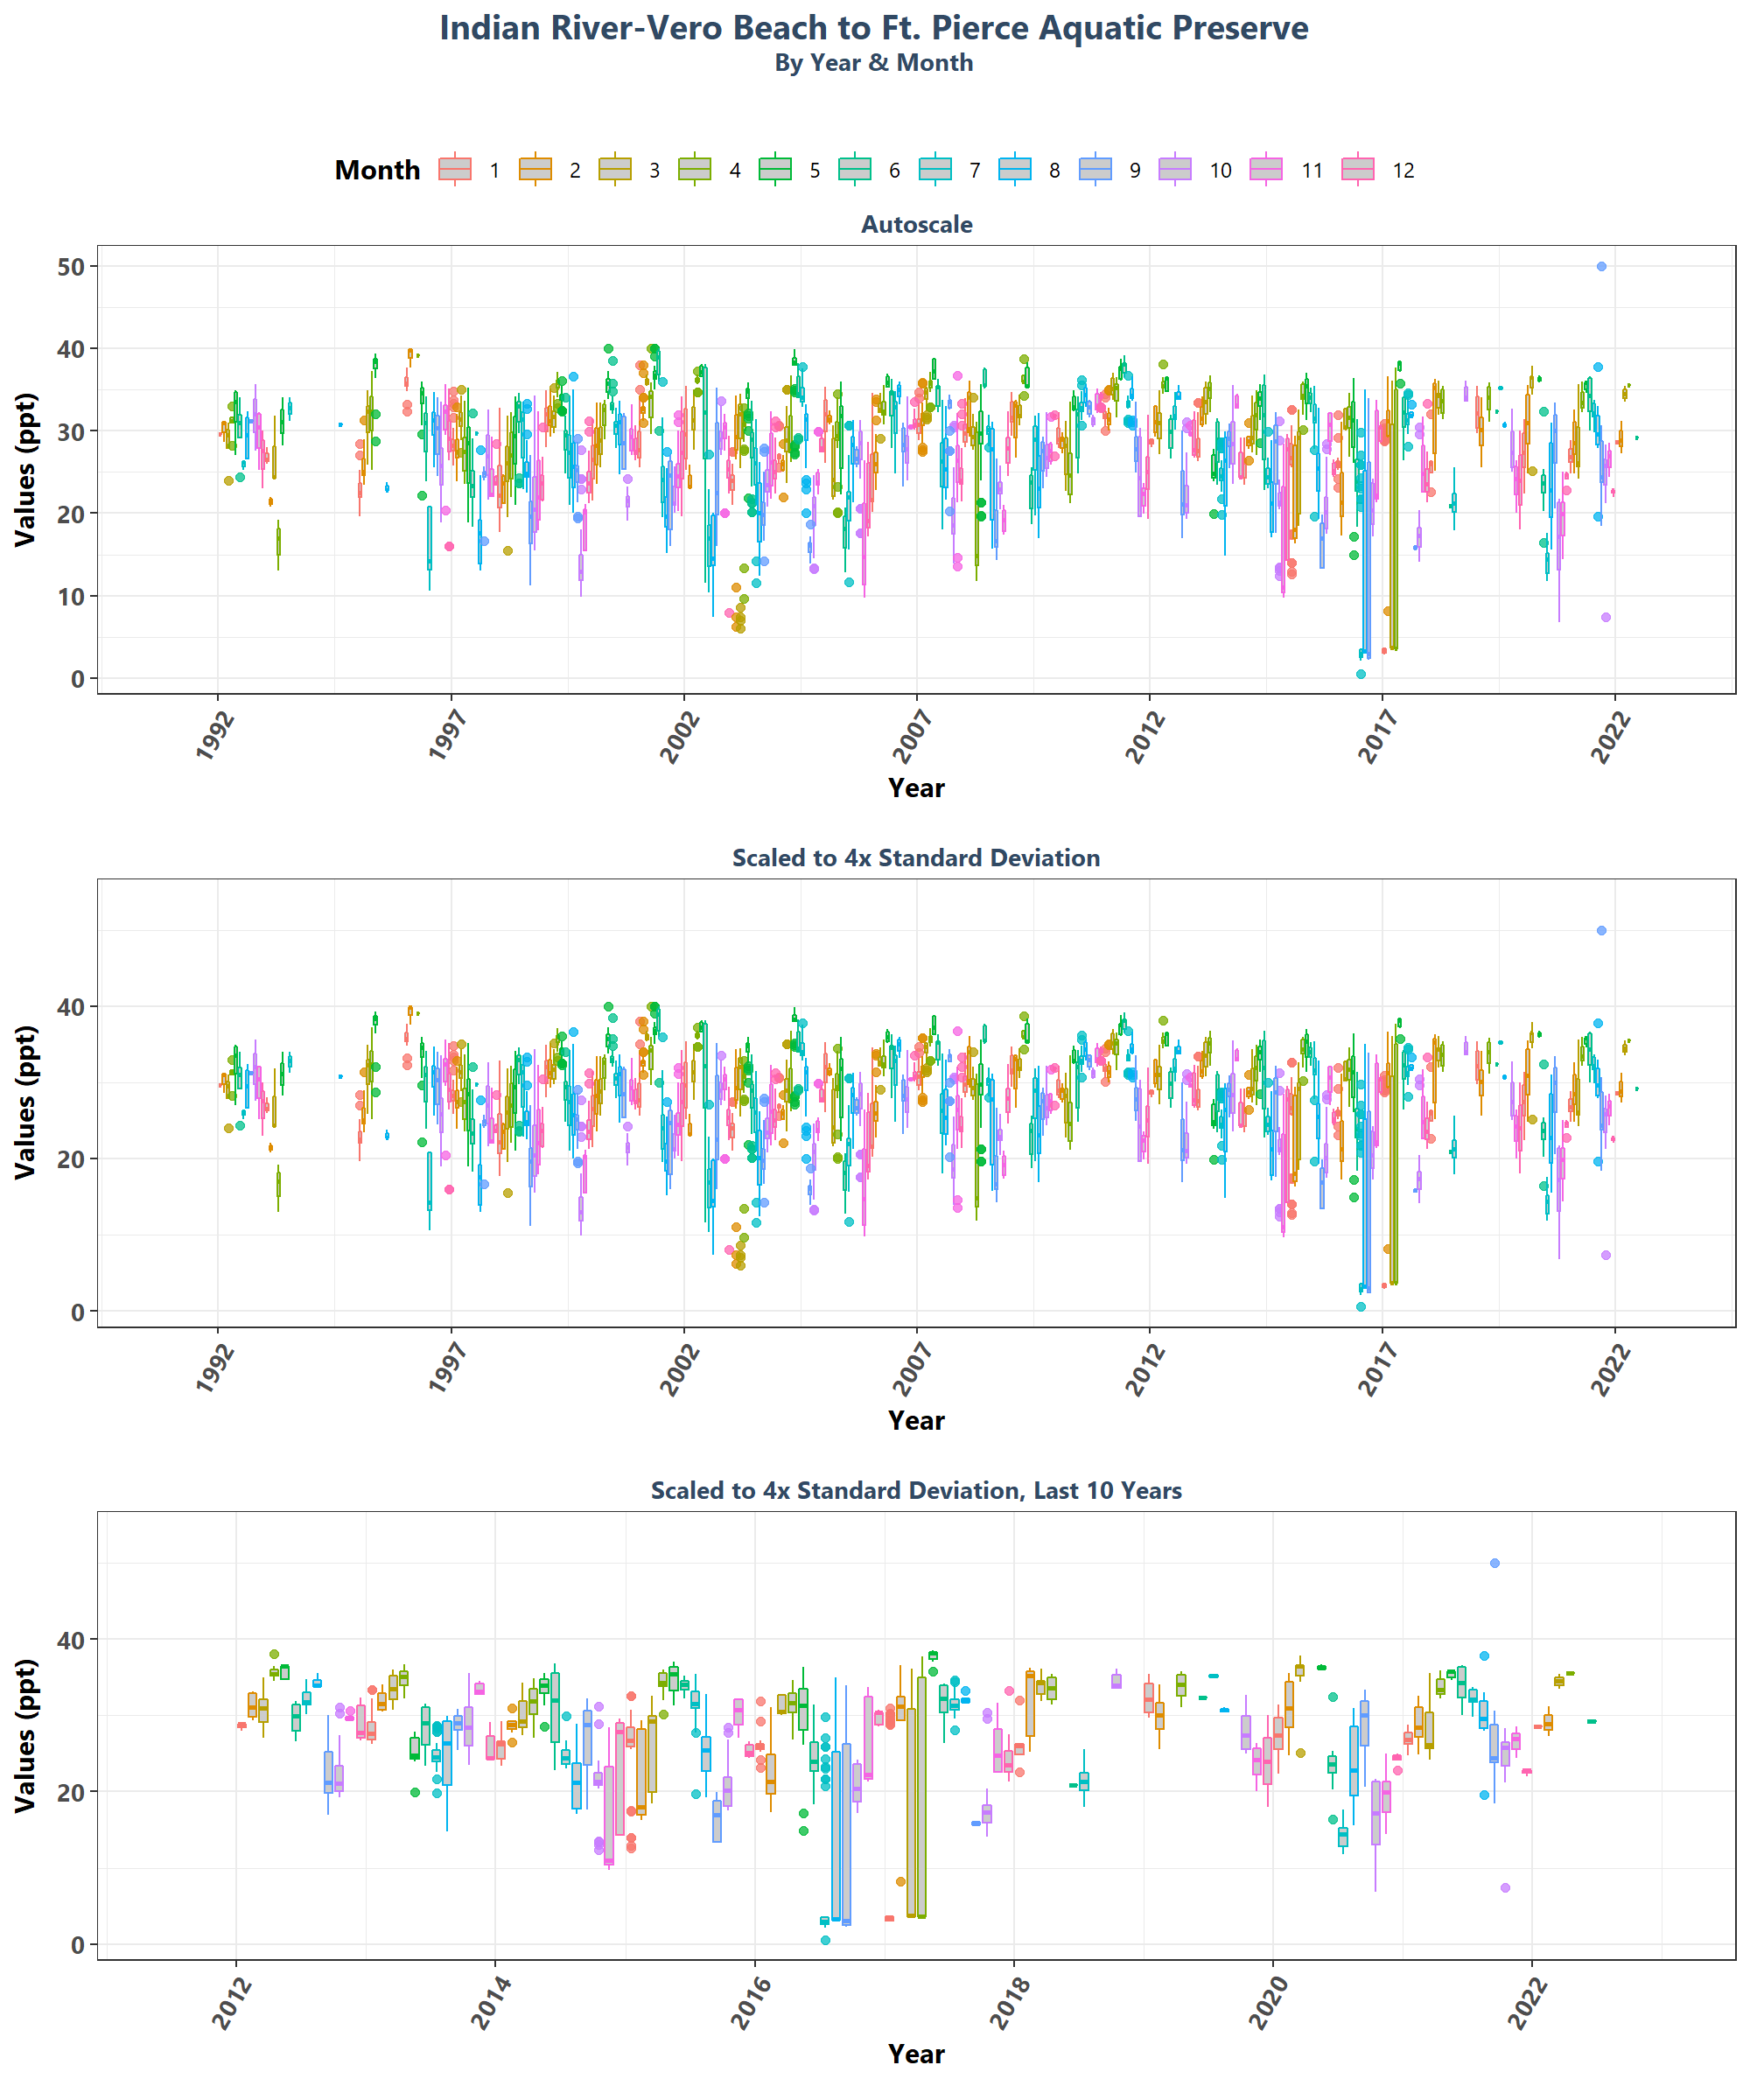 Indian River-Vero Beach to Ft. Pierce Aquatic Preserve
By Year & Month
Month 1 2 3 4 5 6 7 8 9 10 11 12
Autoscale
Values (ppt)
50
40
30
20
10
0
1992 1997 2002 2007 2012 2017 2022
Year
Scaled to 4x Standard Deviation
Values (ppt)
40
20
0
1992 1997 2002 2007 2012 2017 2022
Year
Scaled to 4x Standard Deviation, Last 10 Years
Values (ppt)
40
20
0
2012 2014 2016 2018 2020 2022
Year